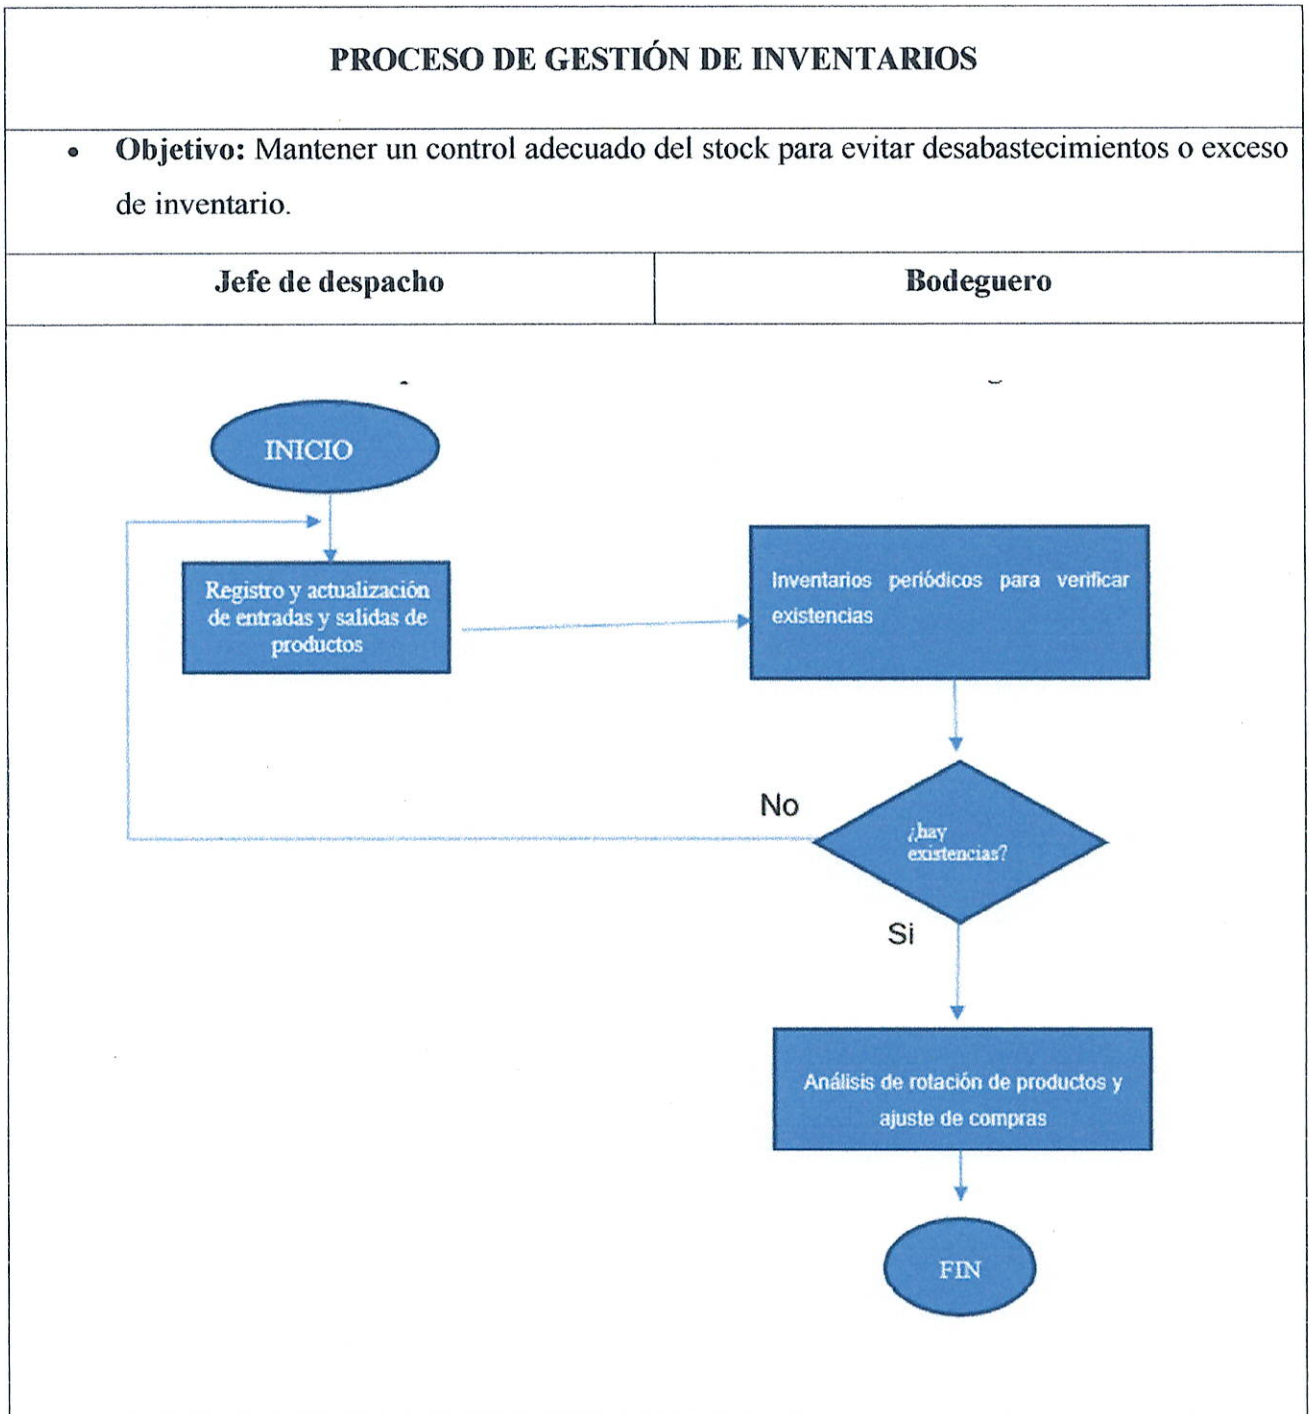 PROCESO DE GESTIÓN DE INVENTARIOS
• Objetivo: Mantener un control adecuado del stock para evitar desabastecimientos o exceso
de inventario.
Jefe de despacho
Bodeguero
INICIO
Registro y actualización
de entradas y salidas de
productos
Inventarios periódicos para verificar
existencias
No
¿hay
existencias?
Si
Análisis de rotación de productos y
ajuste de compras
FIN